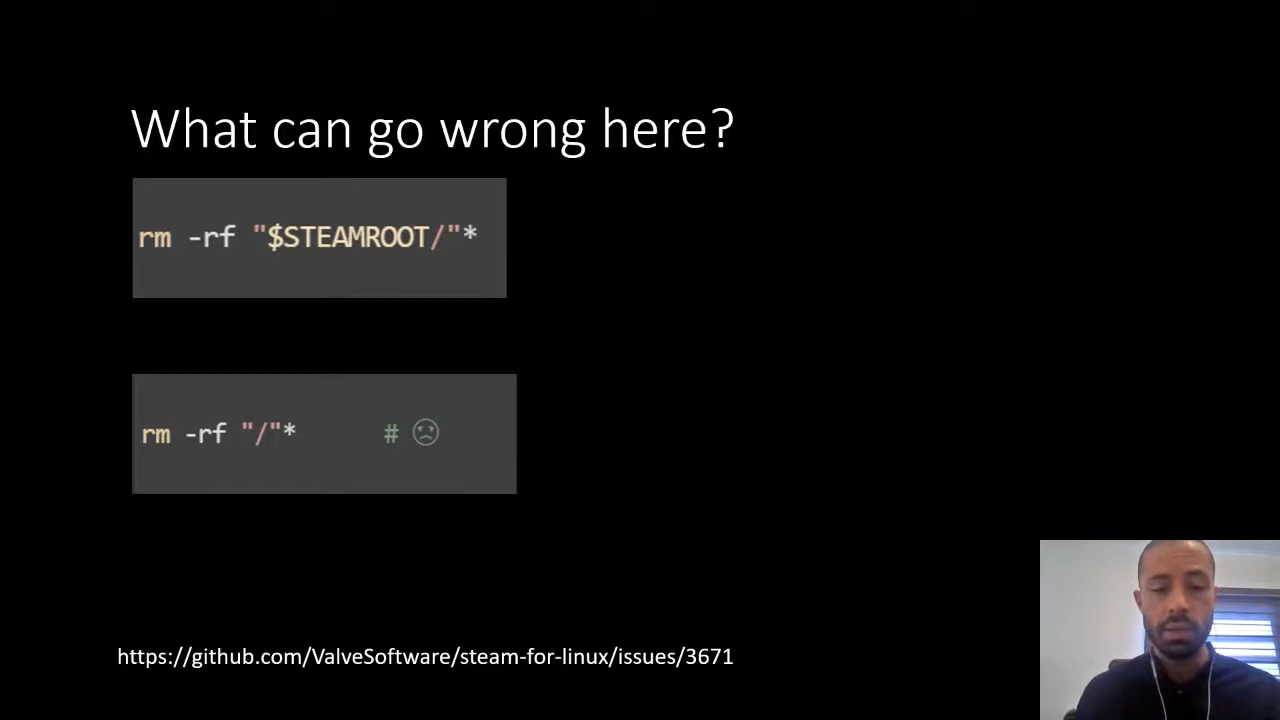 What can go wrong here?
rm -rf "$STEAMROOT/"*
rm -rf "/"* # ☹
https://github.com/ValveSoftware/steam-for-linux/issues/3671